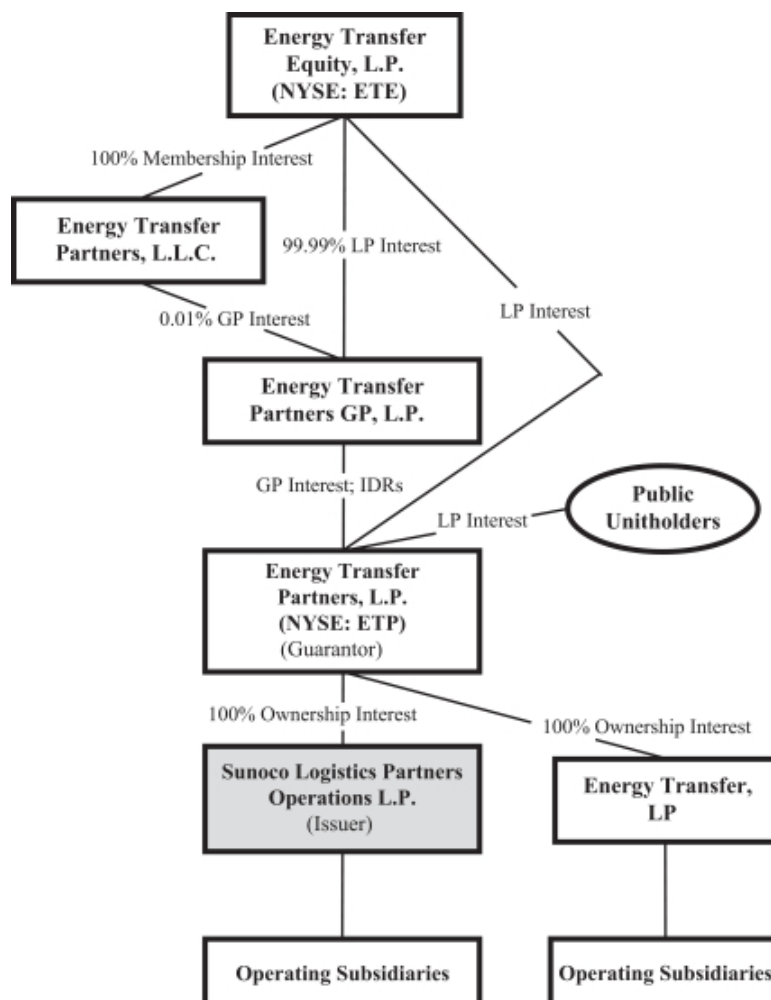 Energy Transfer
Equity, L.P.
(NYSE: ETE)
100% Membership Interest
Energy Transfer
Partners, L.L.C.
99.99% LP Interest
0.01% GP Interest
LP Interest
Energy Transfer
Partners GP, L.P.
GP Interest; IDRs
LP Interest
Public
Unitholders
Energy Transfer
Partners, L.P.
(NYSE: ETP)
(Guarantor)
100% Ownership Interest
100% Ownership Interest
Sunoco Logistics Partners
Operations L.P.
(Issuer)
Energy Transfer,
LP
Operating Subsidiaries
Operating Subsidiaries